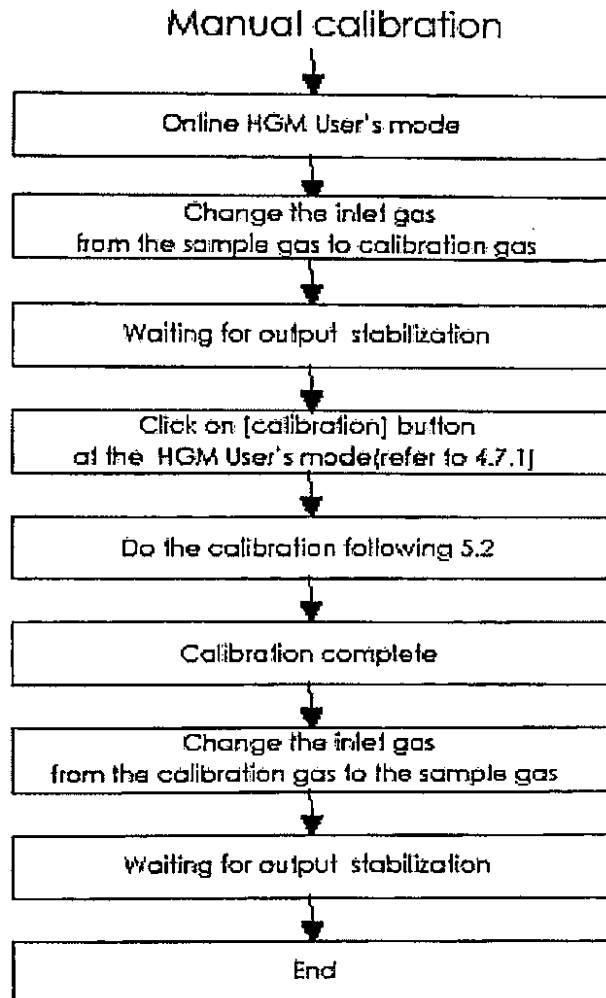 Manual calibration
Online HGM User's mode
Change the inlet gas
from the sample gas to calibration gas
Waiting for output stabilization
Click on [calibration] button
at the HGM User's mode(refer to 4.7.1)
Do the calibration following 5.2
Calibration complete
Change the inlet gas
from the calibration gas to the sample gas
Waiting for output stabilization
End